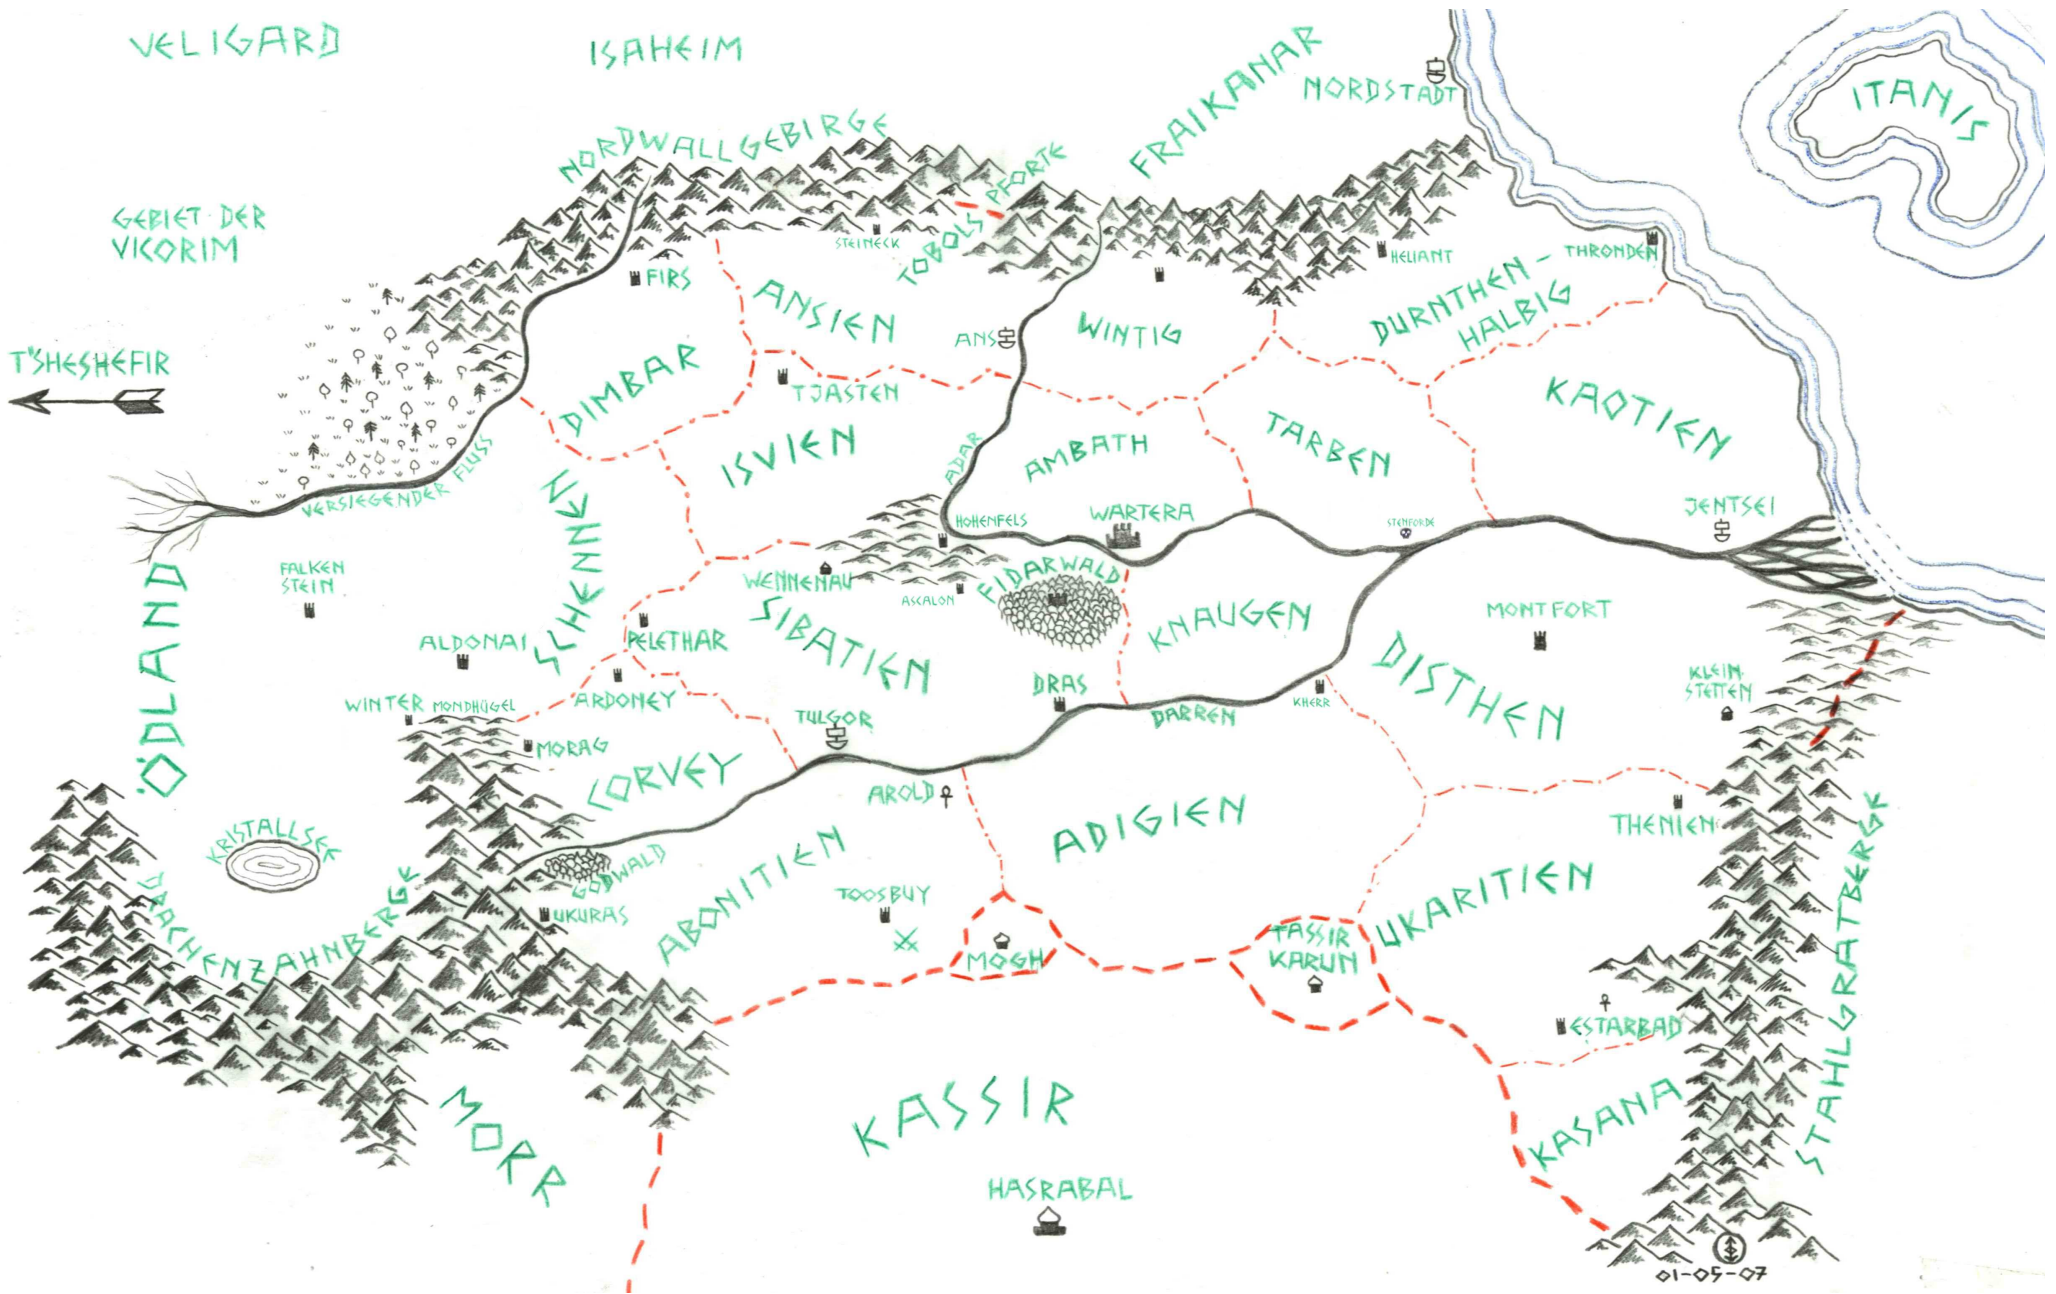 VELIGARD
ISAHEIM
FRAIKANAR
NORDSTADT
ITANIS
NORDWALLGEBIRGE
TOBOLS PFORTE
GEBIET DER
VICORIM
STEINECK
FIRS
HELIANT
THRONDEN
ANSIEN
ANS
WINTIG
DURNTHEN-
HALBIG
T'SHESHEFIR
DIMBAR
TJASTEN
KAOTIEN
ISVIEN
ADAR
AMBATH
TARBEN
VERSIEGENDER FLUSS
SCHENNEN
HOHENFELS
WARTERA
STENFORDE
JENTSEI
FALKEN
STEIN
WENNENAU
ASCALON
FEIDARWALD
ÖDLAND
ALDONAI
PELETHAR
SIBATIEN
KNAUGEN
MONTFORT
DISTHEN
KLEIN-
STETTEN
WINTER
MONDHÜGEL
ARDONEY
DRAS
KHERR
TULGOR
DARREN
MORAG
CORVEY
AROLD
ADIGIEN
THENIEN
KRISTALLSEE
GODWALD
DRACHENZAHNBERGE
UKURAS
ABONITIEN
TOOSBUY
UKARITIEN
MOGH
TASSIR
KARUN
STAHLGRATBERGE
ESTARBAD
MORR
KASSIR
KASANA
HASRABAL
01-05-07